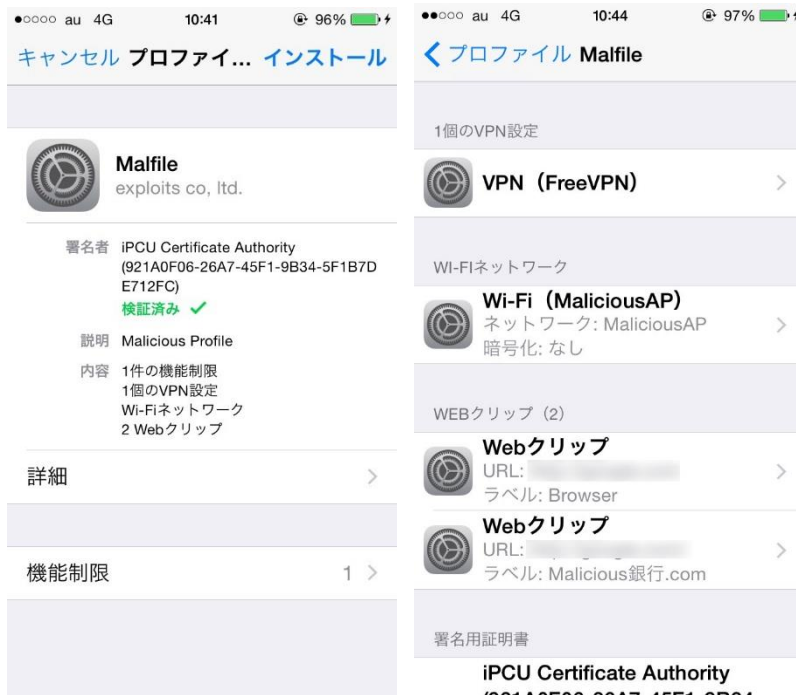 au 4G 10:41 96%
キャンセル プロファイ... インストール
Malfile
exploits co, ltd.
署名者 iPCU Certificate Authority
(921A0F06-26A7-45F1-9B34-5F1B7D
E712FC)
検証済み ✓
説明 Malicious Profile
内容 1件の機能制限
1個のVPN設定
Wi-Fiネットワーク
2 Webクリップ
詳細
機能制限 1
au 4G 10:44 97%
プロファイル Malfile
1個のVPN設定
VPN（FreeVPN）
WI-FIネットワーク
Wi-Fi（MaliciousAP）
ネットワーク: MaliciousAP
暗号化: なし
WEBクリップ（2）
Webクリップ
URL:
ラベル: Browser
Webクリップ
URL:
ラベル: Malicious銀行.com
署名用証明書
iPCU Certificate Authority